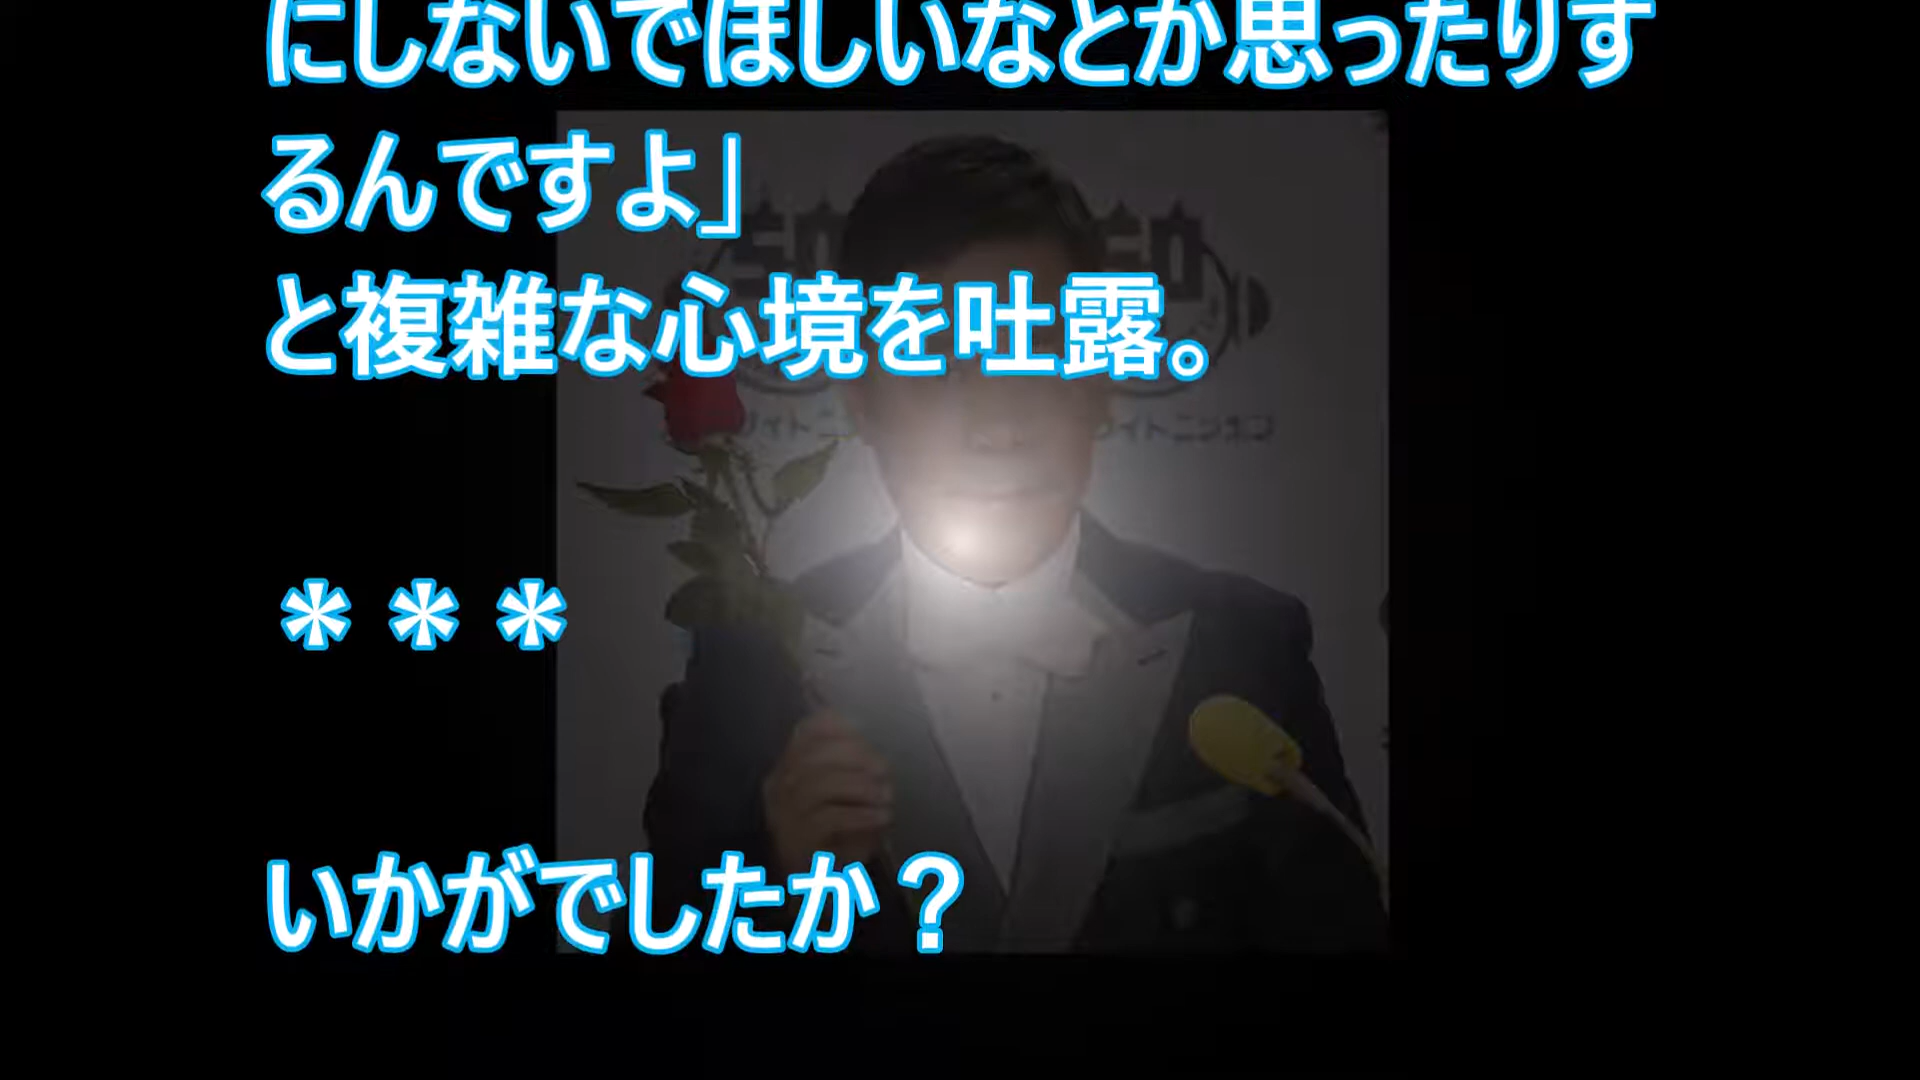 にしないでほしいなとか思ったりす
るんですよ」
と複雑な心境を吐露。
＊＊＊
いかがでしたか？